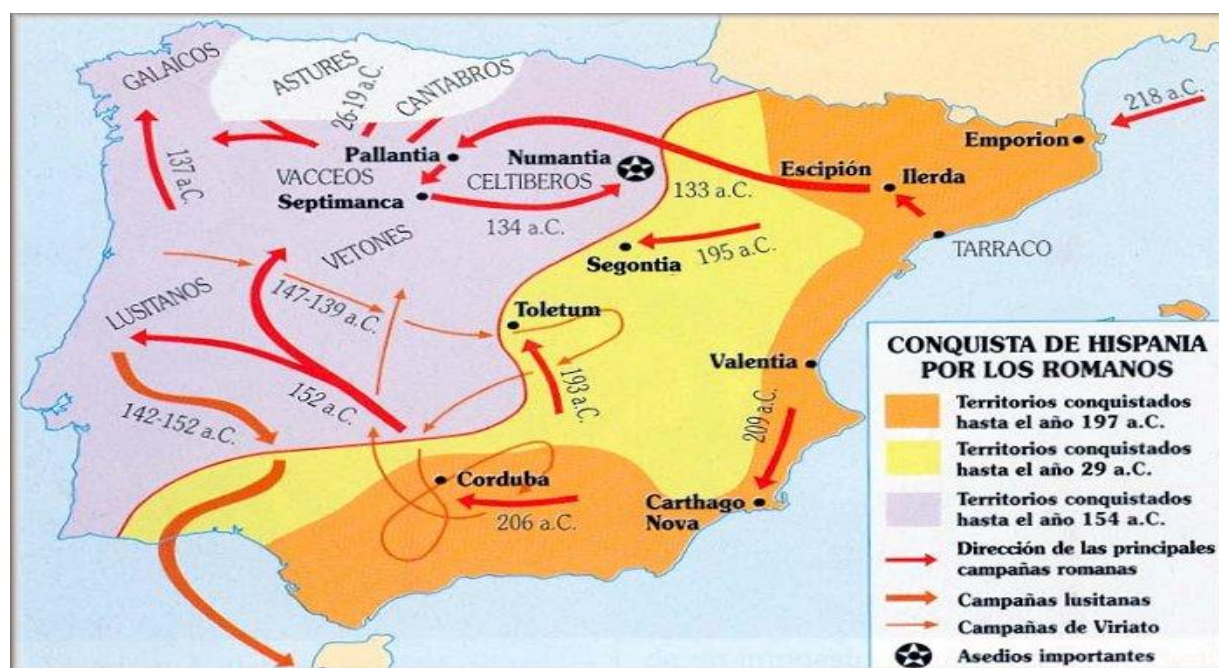 GALAICOS
ASTURES
CANTABROS
26-19 a.C.
218 a.C.
137 a.C.
Pallantia
Numantia
Emporion
VACCEOS
CELTIBEROS
Escipión
Ilerda
Septimanca
133 a.C.
134 a.C.
195 a.C.
TARRACO
VETONES
Segontia
LUSITANOS
147-139 a.C.
Toletum
Valentia
193 a.C.
152 a.C.
142-152 a.C.
209 a.C.
Corduba
206 a.C.
Carthago
Nova
CONQUISTA DE HISPANIA
POR LOS ROMANOS
Territorios conquistados
hasta el año 197 a.C.
Territorios conquistados
hasta el año 29 a.C.
Territorios conquistados
hasta el año 154 a.C.
Dirección de las principales
campañas romanas
Campañas lusitanas
Campañas de Viriato
Asedios importantes